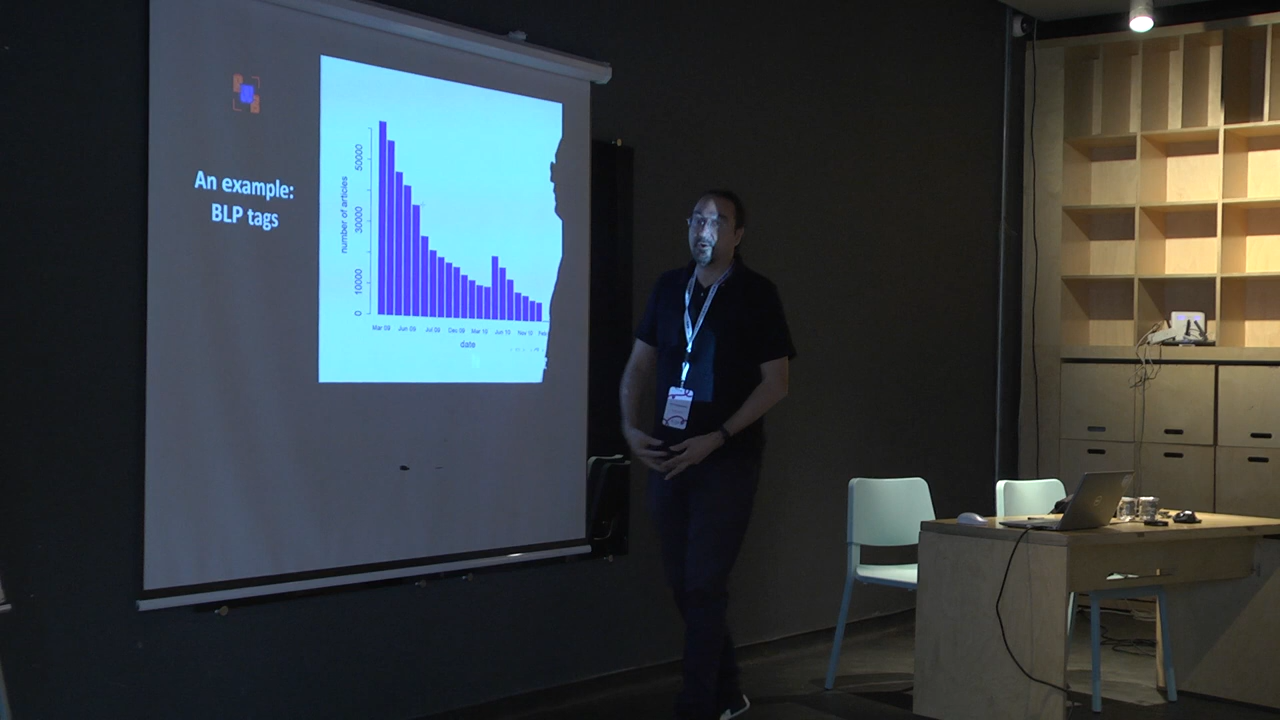 An example:
BLP tags
number of articles
50000
30000
10000
0
Mar 09 Jun 09 Jul 09 Dec 09 Mar 10 Jun 10 Nov 10 Feb
date